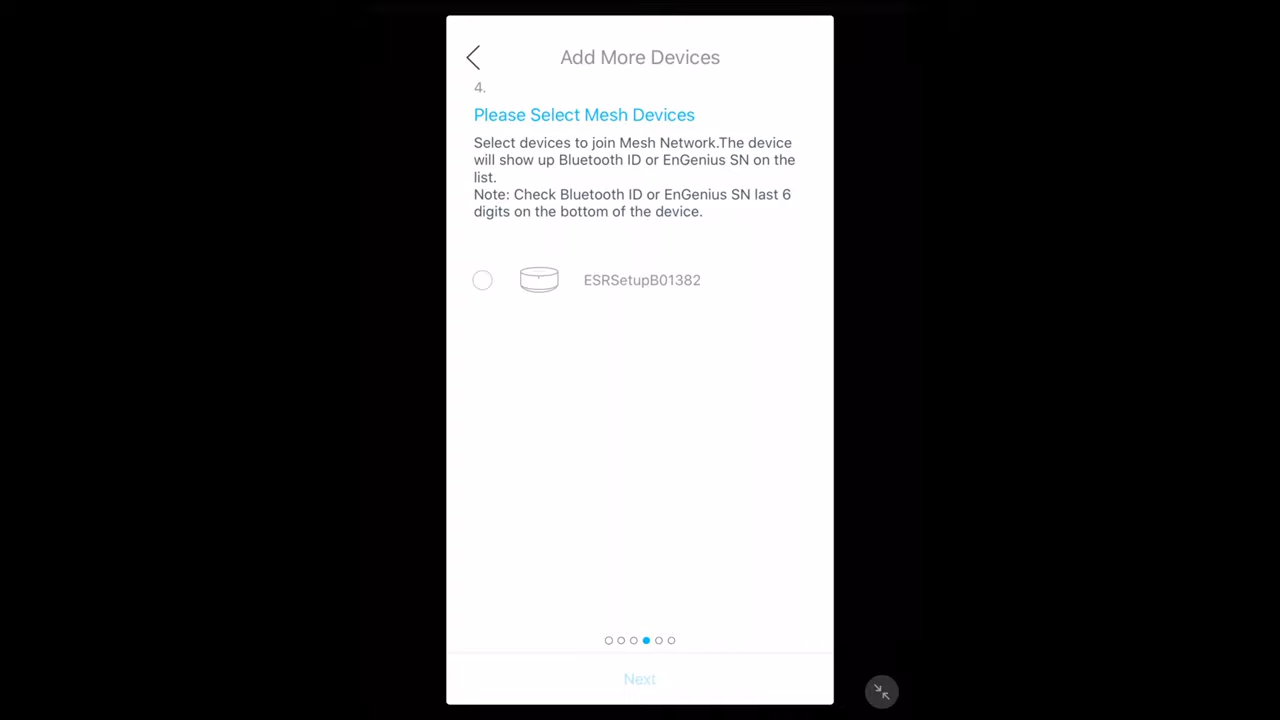 Add More Devices
4.
Please Select Mesh Devices
Select devices to join Mesh Network.The device
will show up Bluetooth ID or EnGenius SN on the
list.
Note: Check Bluetooth ID or EnGenius SN last 6
digits on the bottom of the device.
ESRSetupB01382
Next